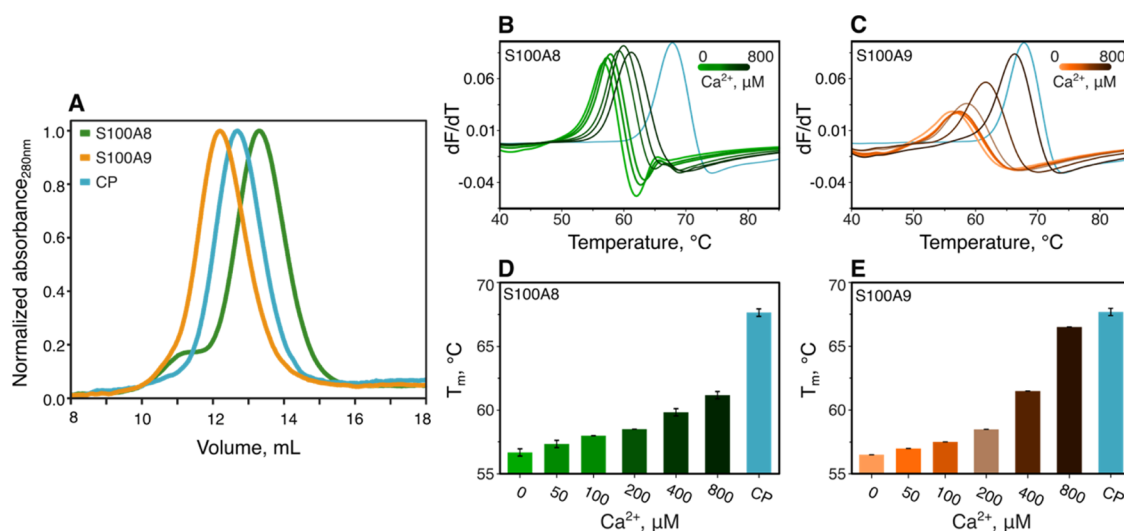 A
S100A8
S100A9
CP
Normalized absorbance280nm
1.0
0.8
0.6
0.4
0.2
0.0
8
10
12
14
16
18
Volume, mL
B
S100A8
0
800
Ca²⁺, µM
dF/dT
0.06
0.01
-0.04
40
50
60
70
80
Temperature, °C
C
S100A9
0
800
Ca²⁺, µM
dF/dT
0.06
0.01
-0.04
40
50
60
70
80
Temperature, °C
D
S100A8
Tm, °C
70
65
60
55
0
50
100
200
400
800
CP
Ca²⁺, µM
E
S100A9
Tm, °C
70
65
60
55
0
50
100
200
400
800
CP
Ca²⁺, µM